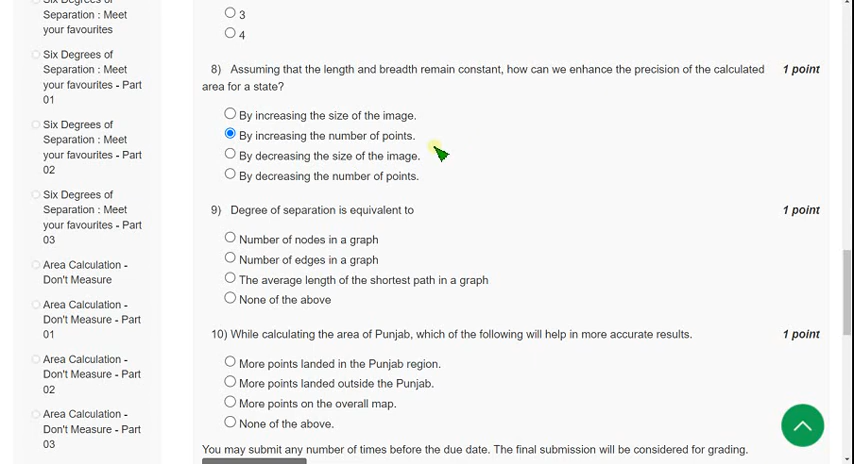 Six Degrees of
Separation : Meet
your favourites
Six Degrees of
Separation : Meet
your favourites - Part
01
Six Degrees of
Separation : Meet
your favourites - Part
02
Six Degrees of
Separation : Meet
your favourites - Part
03
Area Calculation -
Don't Measure
Area Calculation -
Don't Measure - Part
01
Area Calculation -
Don't Measure - Part
02
Area Calculation -
Don't Measure - Part
03
3
4
8) Assuming that the length and breadth remain constant, how can we enhance the precision of the calculated 1 point
area for a state?
By increasing the size of the image.
By increasing the number of points.
By decreasing the size of the image.
By decreasing the number of points.
9) Degree of separation is equivalent to 1 point
Number of nodes in a graph
Number of edges in a graph
The average length of the shortest path in a graph
None of the above
10) While calculating the area of Punjab, which of the following will help in more accurate results. 1 point
More points landed in the Punjab region.
More points landed outside the Punjab.
More points on the overall map.
None of the above.
You may submit any number of times before the due date. The final submission will be considered for grading.